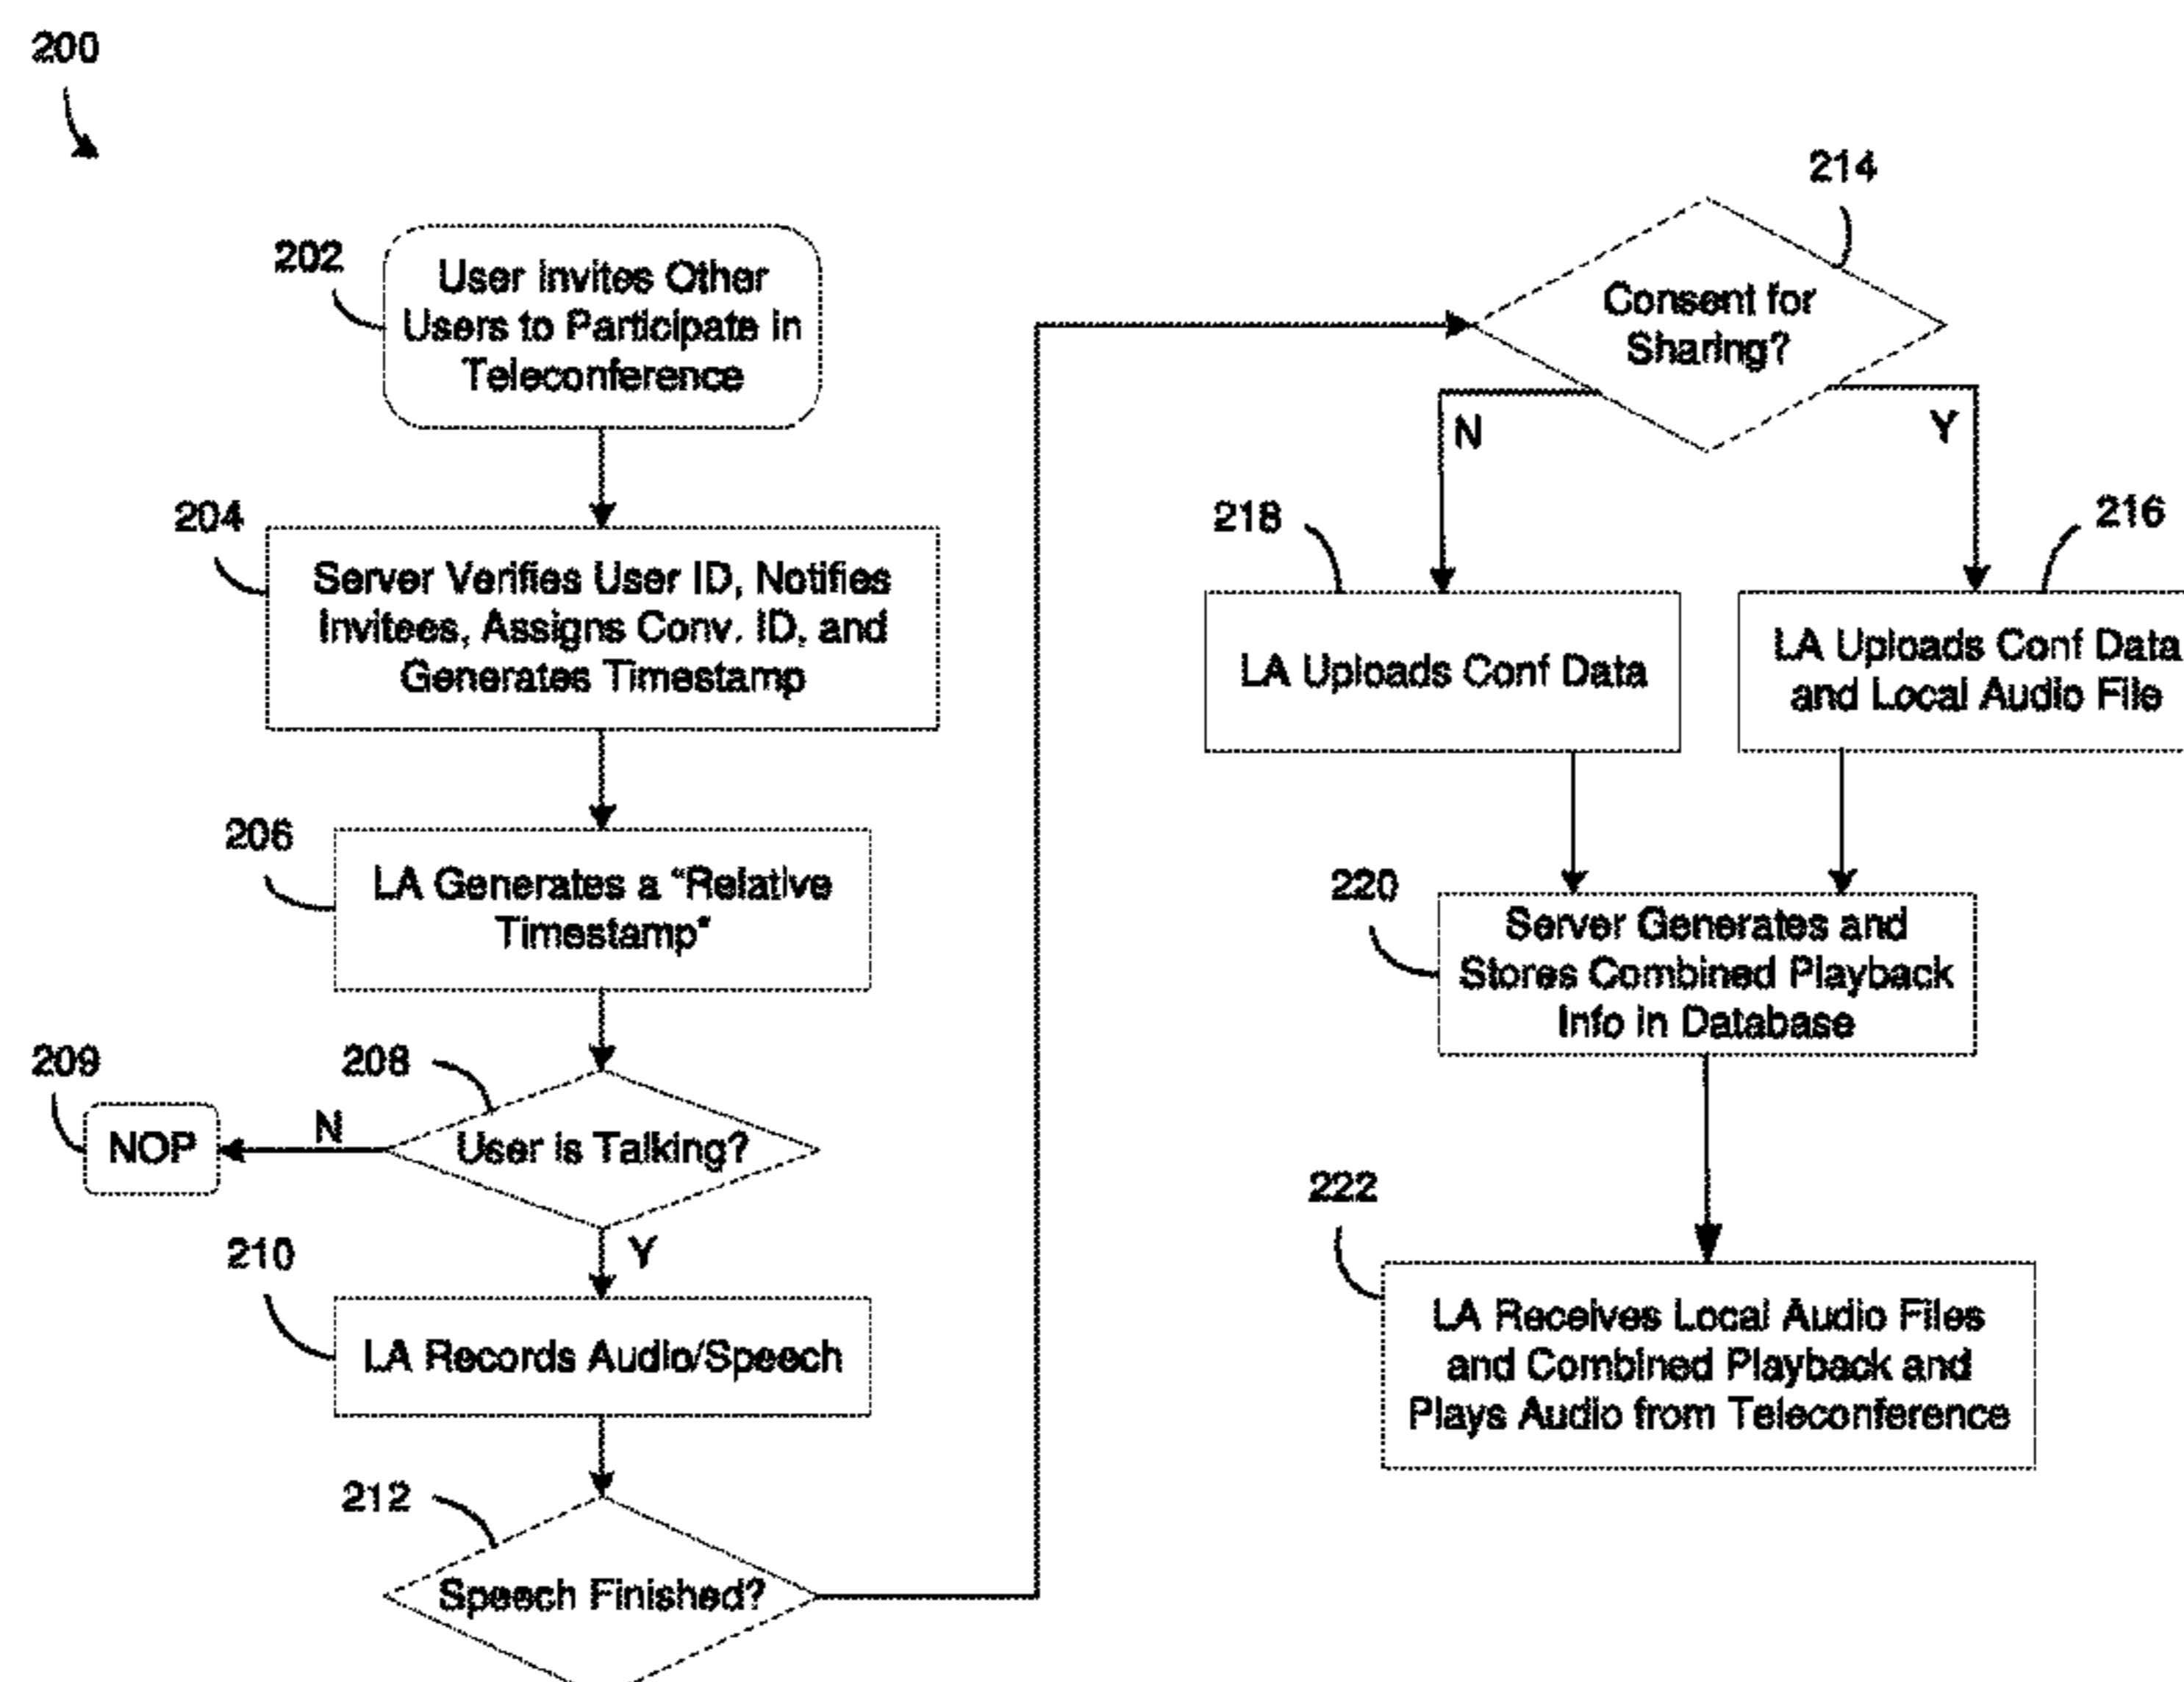 200
202
User Invites Other
Users to Participate in
Teleconference
204
Server Verifies User ID, Notifies
Invitees, Assigns Conv. ID, and
Generates Timestamp
206
LA Generates a “Relative
Timestamp”
208
User is Talking?
N
209
NOP
Y
210
LA Records Audio/Speech
212
Speech Finished?
214
Consent for
Sharing?
N
Y
218
LA Uploads Conf Data
216
LA Uploads Conf Data
and Local Audio File
220
Server Generates and
Stores Combined Playback
Info in Database
222
LA Receives Local Audio Files
and Combined Playback and
Plays Audio from Teleconference